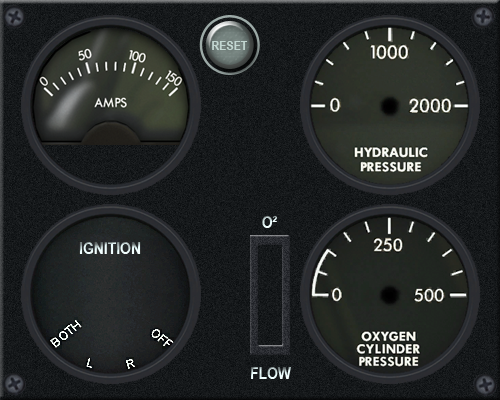 RESET
0 50 100 150
AMPS
1000
0 2000
HYDRAULIC
PRESSURE
IGNITION
BOTH L R OFF
O²
FLOW
250
0 500
OXYGEN
CYLINDER
PRESSURE